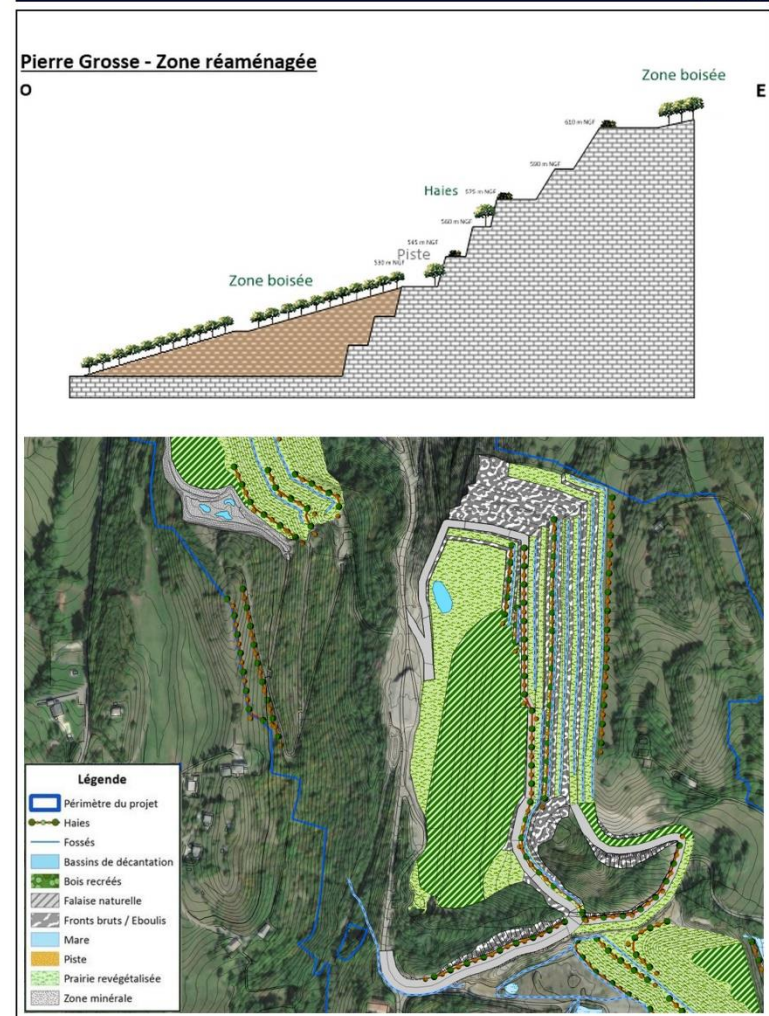 Pierre Grosse - Zone réaménagée
O
E
Zone boisée
610 m NGF
590 m NGF
Haies
575 m NGF
560 m NGF
545 m NGF
Piste
530 m NGF
Zone boisée
Légende
Périmètre du projet
Haies
Fossés
Bassins de décantation
Bois recréés
Falaise naturelle
Fronts bruts / Eboulis
Mare
Piste
Prairie revégétalisée
Zone minérale